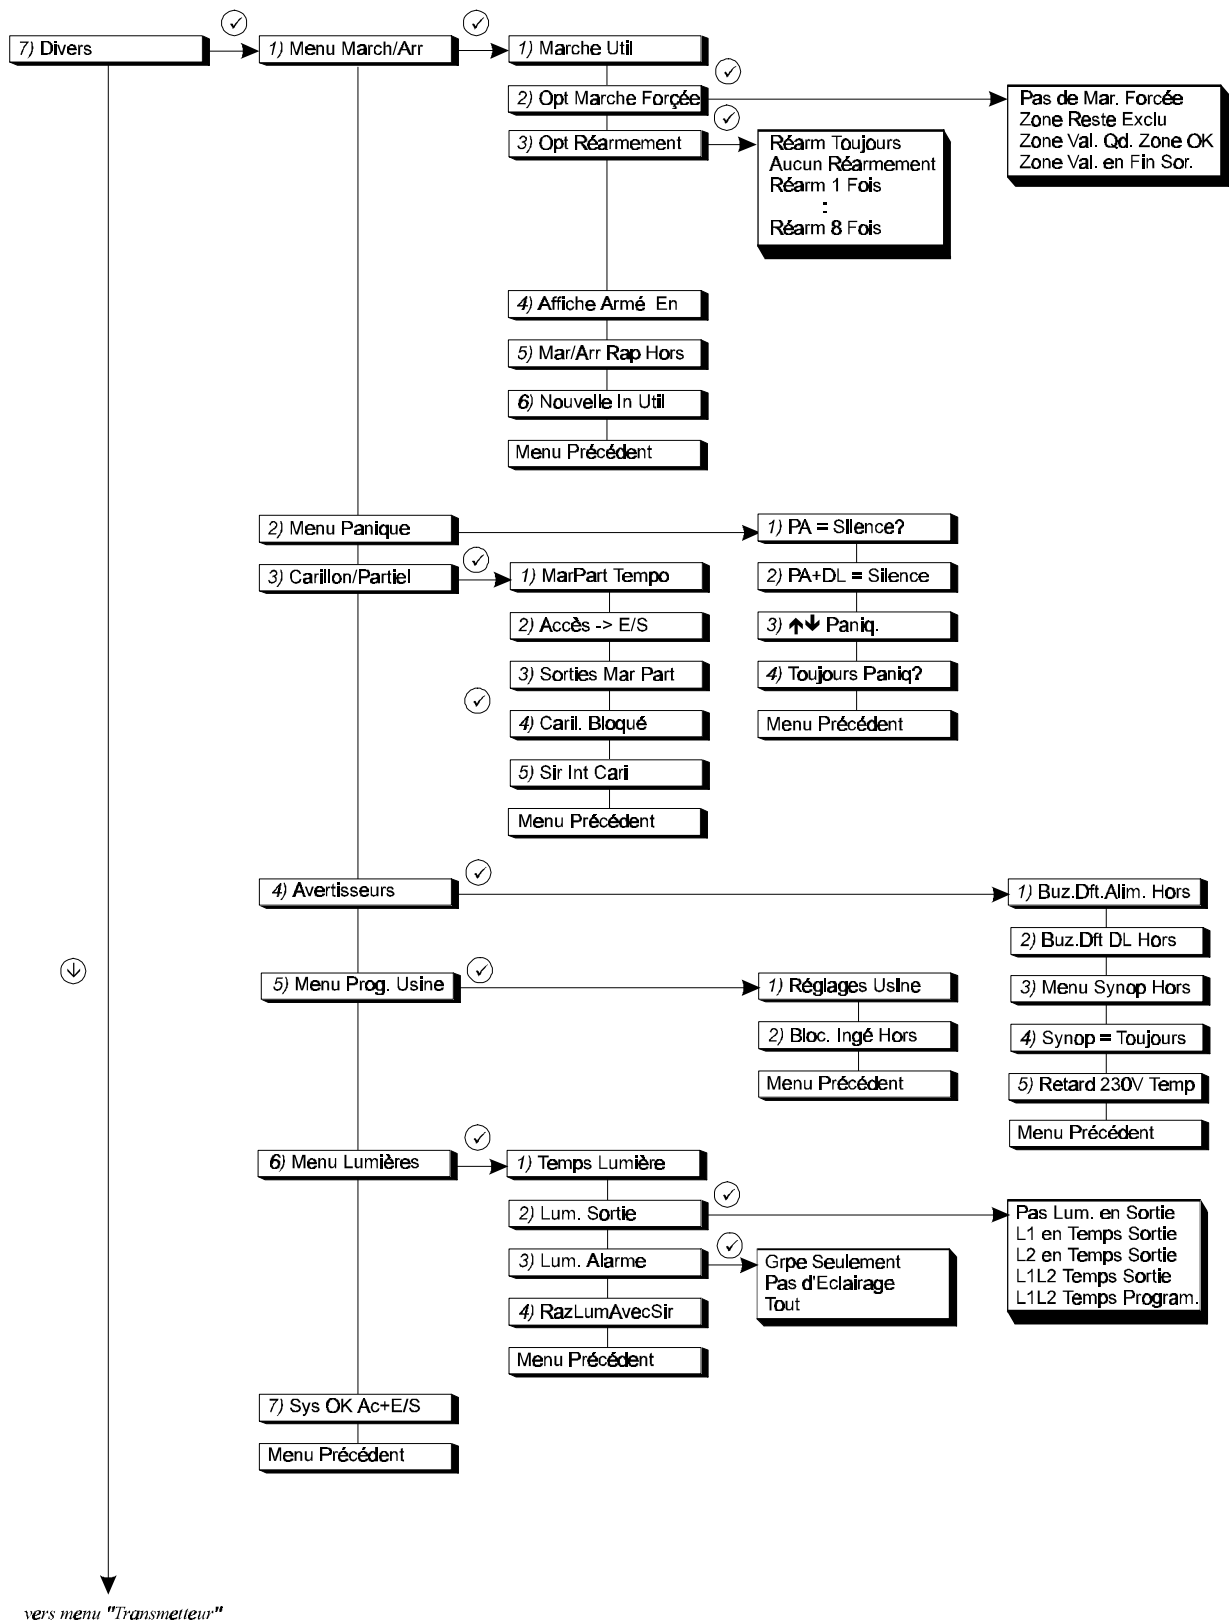 7) Divers
1) Menu March/Arr
1) Marche Util
2) Opt Marche Forçée
Pas de Mar. Forcée
Zone Reste Exclu
Zone Val. Qd. Zone OK
Zone Val. en Fin Sor.
3) Opt Réarmement
Réarm Toujours
Aucun Réarmement
Réarm 1 Fois
:
Réarm 8 Fois
4) Affiche Armé En
5) Mar/Arr Rap Hors
6) Nouvelle In Util
Menu Précédent
2) Menu Panique
1) PA = Silence?
2) PA+DL = Silence
3) ↑↓ Paniq.
4) Toujours Paniq?
Menu Précédent
3) Carillon/Partiel
1) MarPart Tempo
2) Accès -> E/S
3) Sorties Mar Part
4) Caril. Bloqué
5) Sir Int Cari
Menu Précédent
4) Avertisseurs
1) Buz.Dft.Alim. Hors
2) Buz.Dft DL Hors
3) Menu Synop Hors
4) Synop = Toujours
5) Retard 230V Temp
Menu Précédent
5) Menu Prog. Usine
1) Réglages Usine
2) Bloc. Ingé Hors
Menu Précédent
6) Menu Lumières
1) Temps Lumière
2) Lum. Sortie
Pas Lum. en Sortie
L1 en Temps Sortie
L2 en Temps Sortie
L1L2 Temps Sortie
L1L2 Temps Program.
3) Lum. Alarme
Grpe Seulement
Pas d'Eclairage
Tout
4) RazLumAvecSir
Menu Précédent
7) Sys OK Ac+E/S
Menu Précédent
vers menu "Transmetteur"